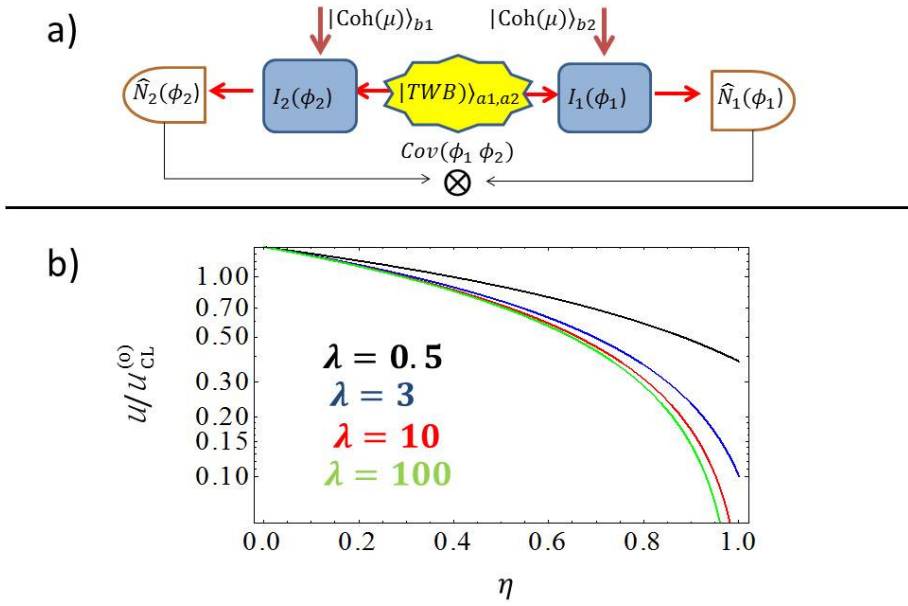 a)
|Coh(μ)⟩b1
|Coh(μ)⟩b2
N̂2(ϕ2)
I2(ϕ2)
|TWB)⟩a1,a2
I1(ϕ1)
N̂1(ϕ1)
Cov(ϕ1 ϕ2)
⊗
b)
u/u(o)CL
1.00
0.70
0.50
0.30
0.20
0.15
0.10
λ = 0.5
λ = 3
λ = 10
λ = 100
0.0 0.2 0.4 0.6 0.8 1.0
η